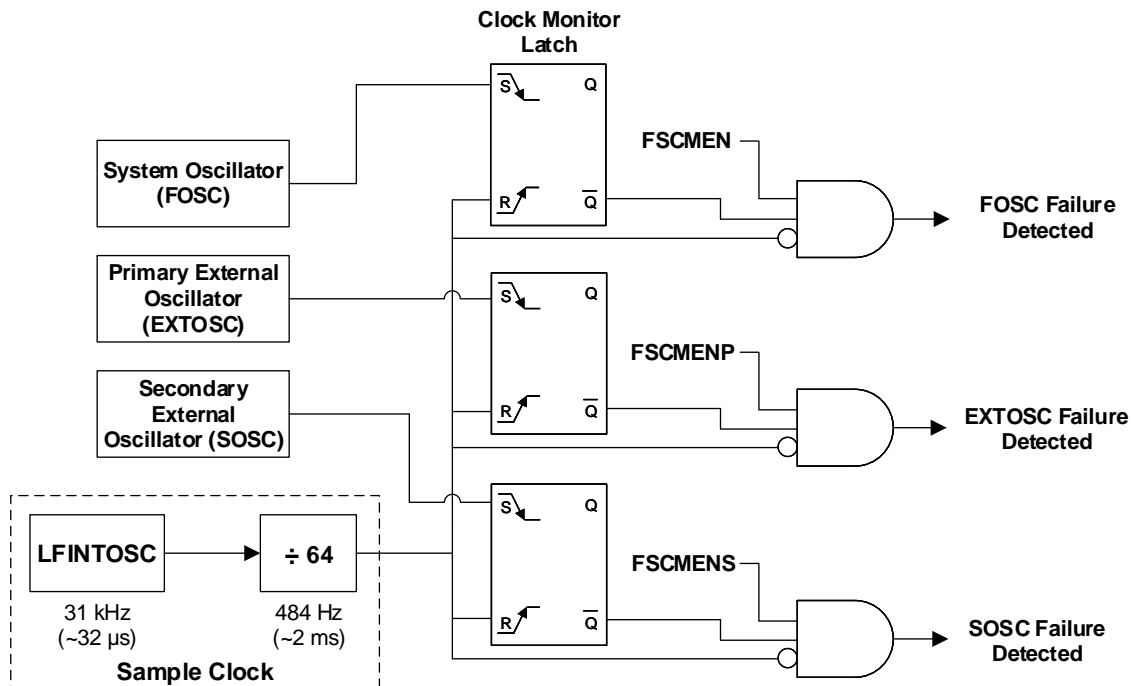 Clock Monitor
Latch
S
Q
R
Q
System Oscillator
(FOSC)
FSCMEN
FOSC Failure
Detected
Primary External
Oscillator
(EXTOSC)
S
Q
R
Q
FSCMENP
EXTOSC Failure
Detected
Secondary
External
Oscillator (SOSC)
S
Q
R
Q
FSCMENS
SOSC Failure
Detected
LFINTOSC
÷ 64
31 kHz
(~32 µs)
484 Hz
(~2 ms)
Sample Clock